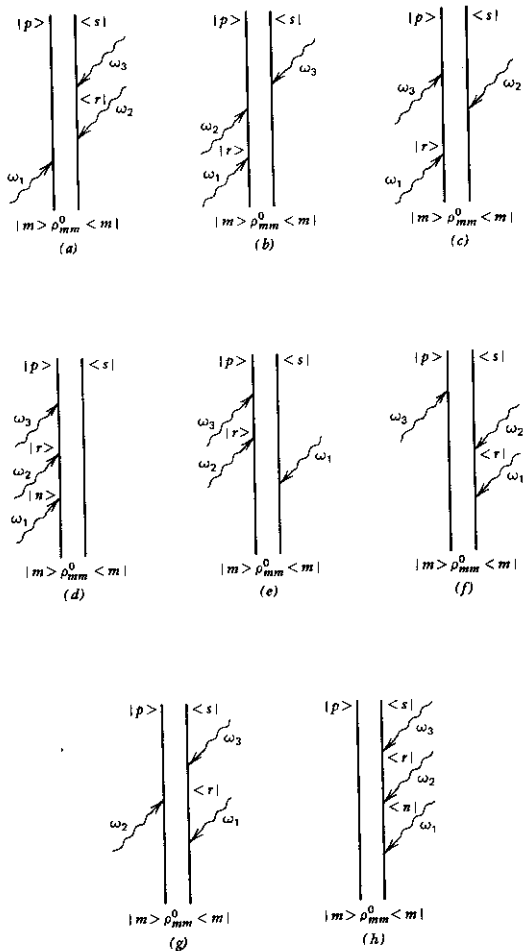 |p> <s| |p> <s| |p> <s|
ω₃ ω₃ ω₃ ω₂
<r| ω₂ ω₂
|r> |r>
ω₁ ω₁ ω₁
|m> ρ⁰ₘₘ <m| |m> ρ⁰ₘₘ <m| |m> ρ⁰ₘₘ <m|
(a) (b) (c)
|p> <s| |p> <s| |p> <s|
ω₃ ω₃ ω₃ ω₂
|r> |r> <r|
ω₂ ω₂ ω₁ ω₁
|n>
ω₁
|m> ρ⁰ₘₘ <m| |m> ρ⁰ₘₘ <m| |m> ρ⁰ₘₘ <m|
(d) (e) (f)
|p> <s| |p> <s|
ω₃ ω₃
<r| <r|
ω₂ ω₂
<n|
ω₁ ω₁
|m> ρ⁰ₘₘ <m| |m> ρ⁰ₘₘ <m|
(g) (h)